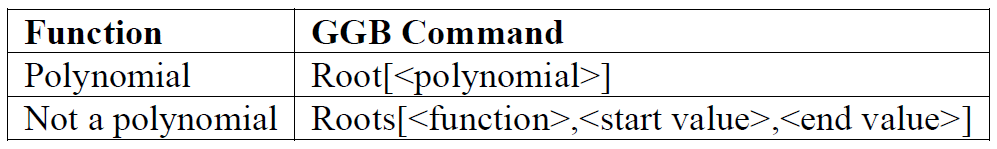 Function GGB Command
Polynomial Root[<polynomial>]
Not a polynomial Roots[<function>,<start value>,<end value>]